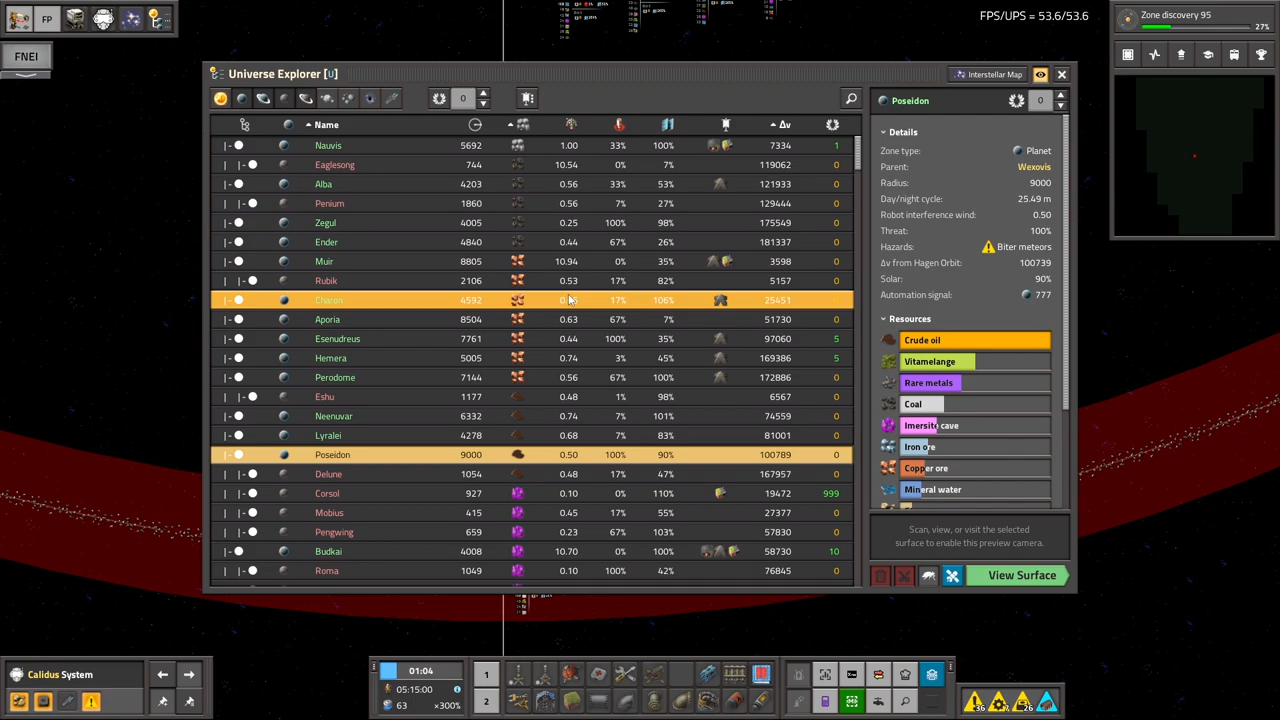 FP
FPS/UPS = 53.6/53.6
Zone discovery 95
27%
FNEI
Universe Explorer [U]
Interstellar Map
0
Name
Δv
Nauvis 5692 1.00 33% 100% 7334 1
Eaglesong 744 10.54 0% 7% 119062 0
Alba 4203 0.56 33% 53% 121933 0
Penium 1860 0.56 7% 27% 129444 0
Zegul 4005 0.25 100% 98% 175549 0
Ender 4840 0.44 67% 26% 181337 0
Muir 8805 10.94 0% 35% 3598 0
Rubik 2106 0.53 17% 82% 5157 0
Charon 4592 17% 106% 25451
Aporia 8504 0.63 67% 7% 51730 0
Esenudreus 7761 0.44 100% 35% 97060 5
Hemera 5005 0.74 3% 45% 169386 5
Perodome 7144 0.56 67% 100% 172886 0
Eshu 1177 0.48 1% 98% 6567 0
Neenuvar 6332 0.74 7% 101% 74559 0
Lyralei 4278 0.68 7% 83% 81001 0
Poseidon 9000 0.50 100% 90% 100789 0
Delune 1054 0.48 17% 47% 167957 0
Corsol 927 0.10 0% 110% 19472 999
Mobius 415 0.45 17% 55% 27377 0
Pengwing 659 0.23 67% 103% 57830 0
Budkai 4008 10.70 0% 100% 58730 10
Roma 1049 0.10 100% 42% 76845 0
Poseidon
0
Details
Zone type: Planet
Parent: Wexovis
Radius: 9000
Day/night cycle: 25.49 m
Robot interference wind: 0.50
Threat: 100%
Hazards: Biter meteors
Δv from Hagen Orbit: 100739
Solar: 90%
Automation signal: 777
Resources
Crude oil
Vitamelange
Rare metals
Coal
Imersite cave
Iron ore
Copper ore
Mineral water
Scan, view, or visit the selected
surface to enable this preview camera.
View Surface
Calidus System
01:04
05:15:00
63 ×300%
1
2